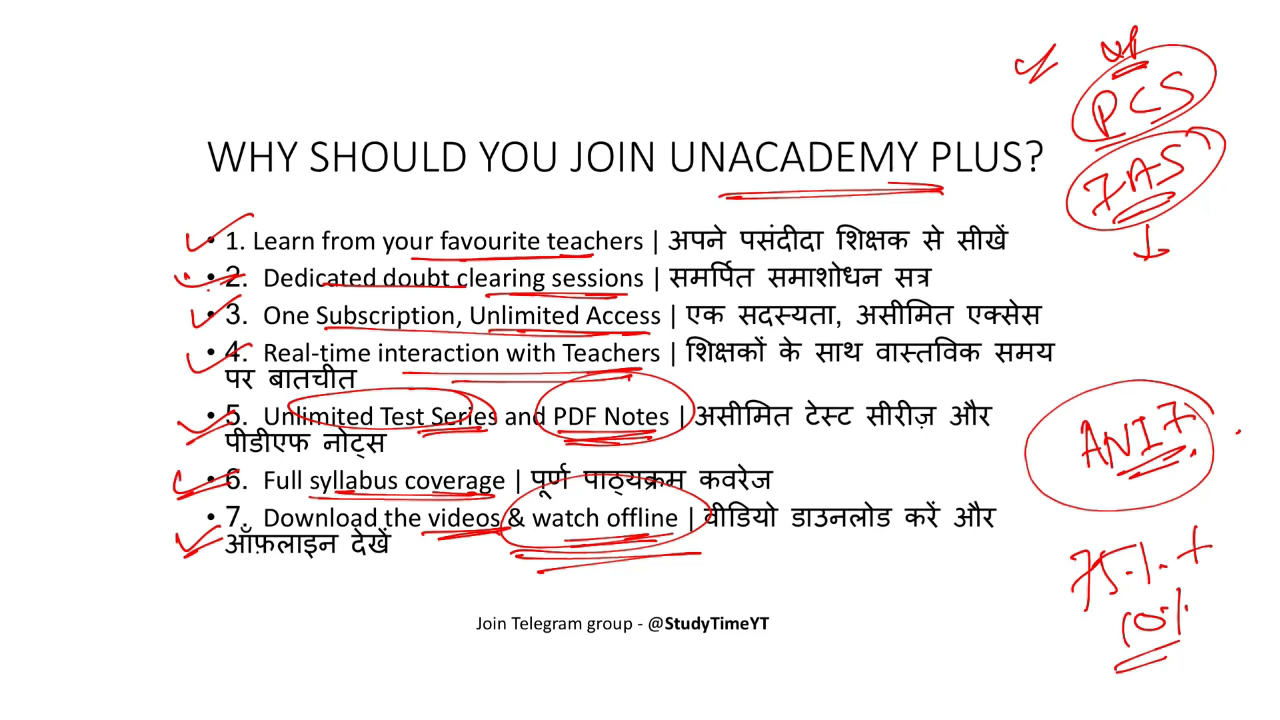 UP
PCS
IAS
WHY SHOULD YOU JOIN UNACADEMY PLUS?
• 1. Learn from your favourite teachers | अपने पसंदीदा शिक्षक से सीखें
• 2. Dedicated doubt clearing sessions | समर्पित समाशोधन सत्र
• 3. One Subscription, Unlimited Access | एक सदस्यता, असीमित एक्सेस
• 4. Real-time interaction with Teachers | शिक्षकों के साथ वास्तविक समय
पर बातचीत
• 5. Unlimited Test Series and PDF Notes | असीमित टेस्ट सीरीज़ और
पीडीएफ नोट्स
• 6. Full syllabus coverage | पूर्ण पाठ्यक्रम कवरेज
• 7. Download the videos & watch offline | वीडियो डाउनलोड करें और
ऑफ़लाइन देखें
75% +
10%
Join Telegram group - @StudyTimeYT